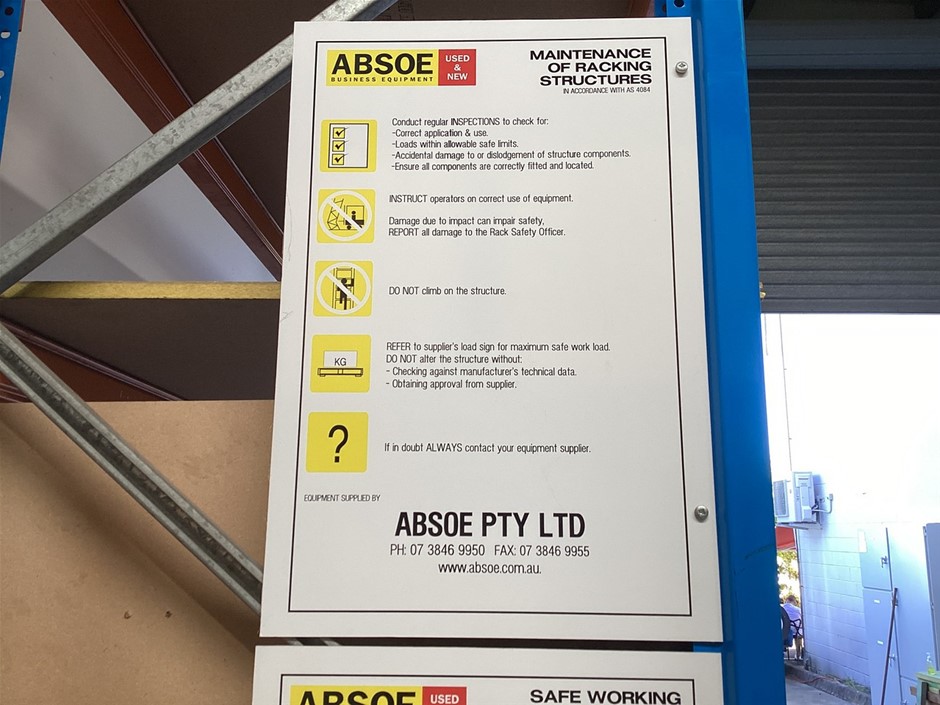 ABSOE
BUSINESS EQUIPMENT
USED
&
NEW
MAINTENANCE
OF RACKING
STRUCTURES
IN ACCORDANCE WITH AS 4084
Conduct regular INSPECTIONS to check for:
-Correct application & use.
-Loads within allowable safe limits.
-Accidental damage to or dislodgement of structure components.
-Ensure all components are correctly fitted and located.
INSTRUCT operators on correct use of equipment.
Damage due to impact can impair safety,
REPORT all damage to the Rack Safety Officer.
DO NOT climb on the structure.
KG
REFER to supplier's load sign for maximum safe work load.
DO NOT alter the structure without:
- Checking against manufacturer's technical data.
- Obtaining approval from supplier.
?
If in doubt ALWAYS contact your equipment supplier.
EQUIPMENT SUPPLIED BY
ABSOE PTY LTD
PH: 07 3846 9950 FAX: 07 3846 9955
www.absoe.com.au.
ABSOE
USED
SAFE WORKING